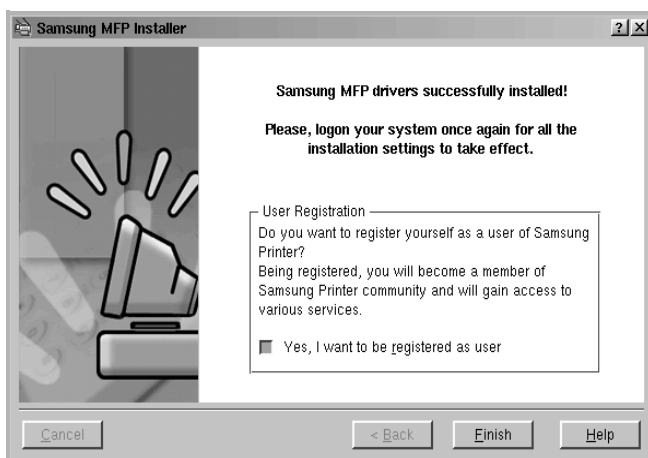 Samsung MFP Installer
Samsung MFP drivers successfully installed!
Please, logon your system once again for all the
installation settings to take effect.
User Registration
Do you want to register yourself as a user of Samsung
Printer?
Being registered, you will become a member of
Samsung Printer community and will gain access to
various services.
Yes, I want to be registered as user
Cancel
< Back
Finish
Help